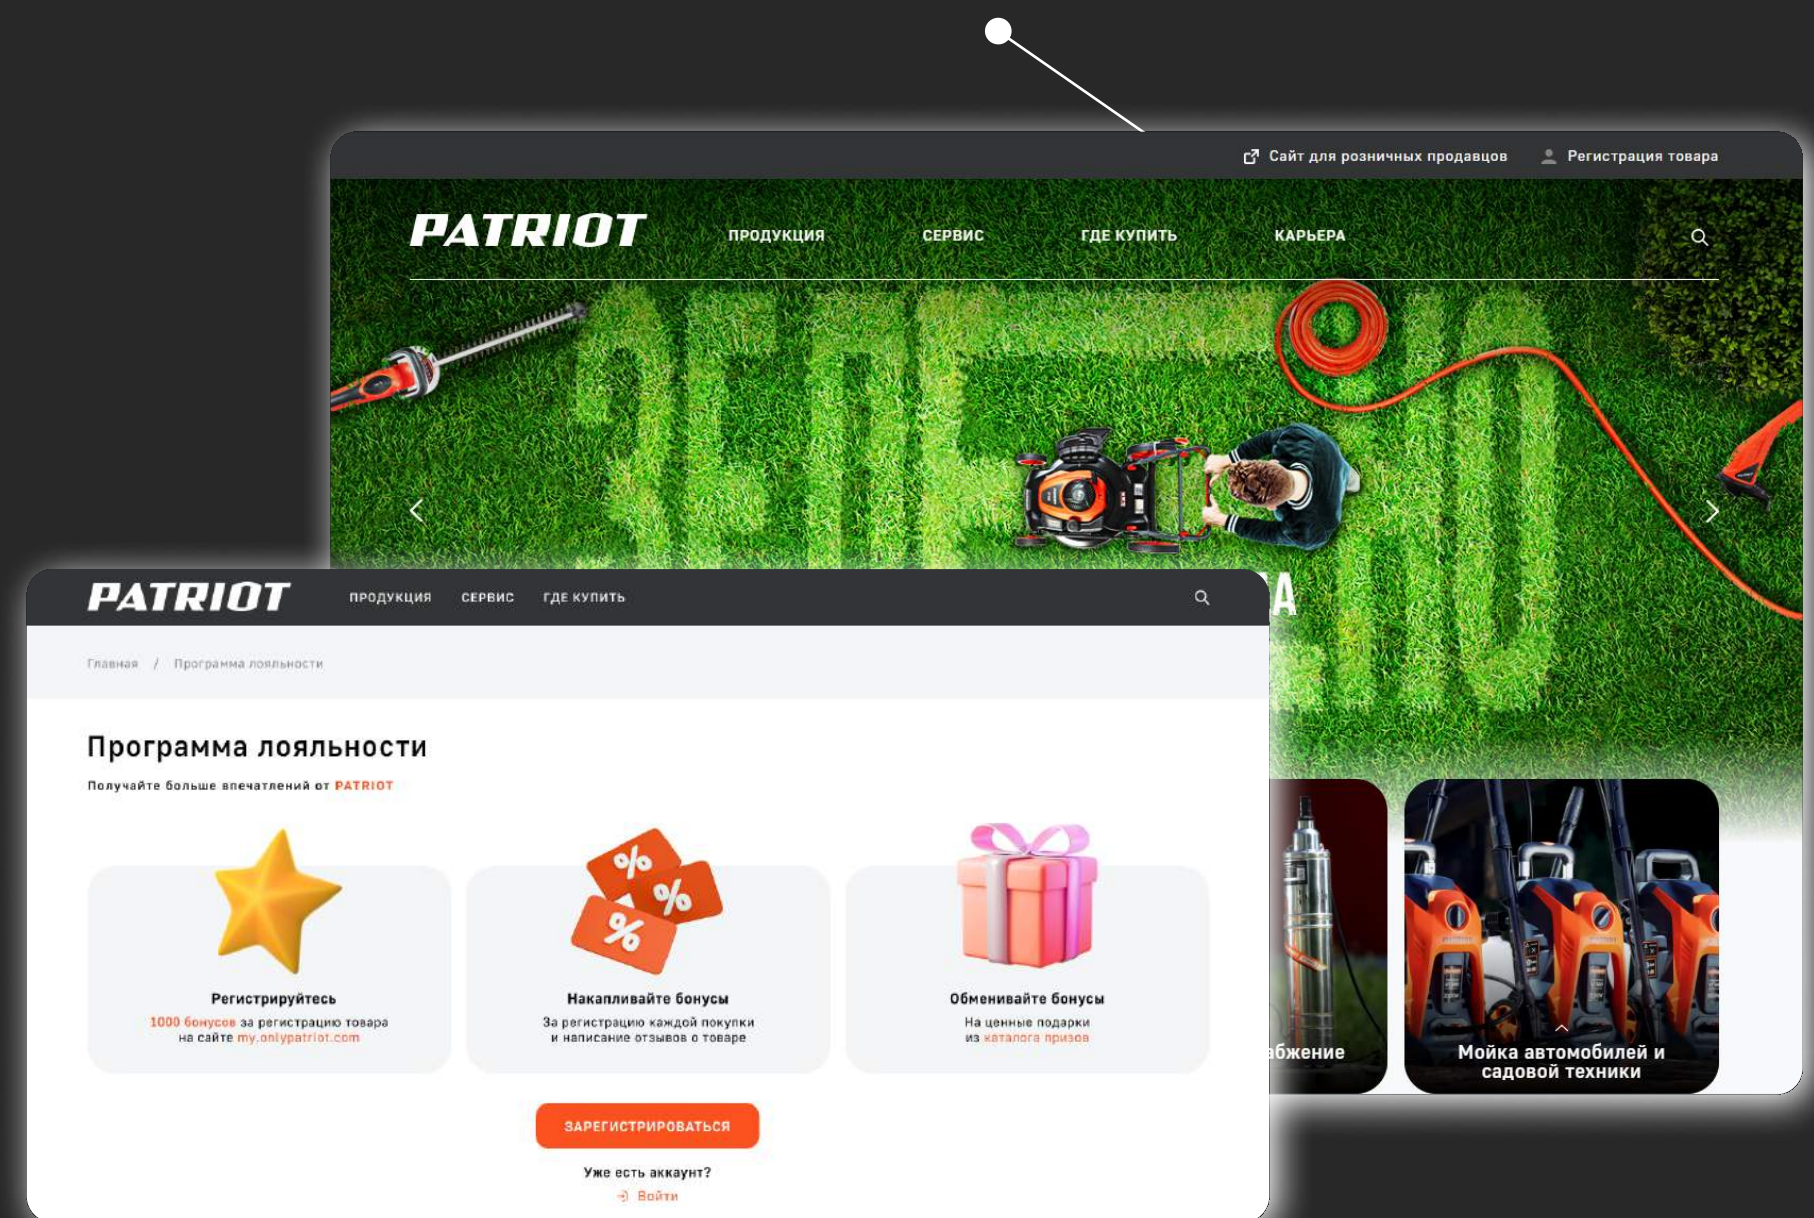 Сайт для розничных продавцов
Регистрация товара
PATRIOT
ПРОДУКЦИЯ
СЕРВИС
ГДЕ КУПИТЬ
КАРЬЕРА
PATRIOT
ПРОДУКЦИЯ
СЕРВИС
ГДЕ КУПИТЬ
Главная / Программа лояльности
Программа лояльности
Получайте больше впечатлений от PATRIOT
Регистрируйтесь
1000 бонусов за регистрацию товара
на сайте my.onlypatriot.com
Накапливайте бонусы
За регистрацию каждой покупки
и написание отзывов о товаре
Обменивайте бонусы
На ценные подарки
из каталога призов
ЗАРЕГИСТРИРОВАТЬСЯ
Уже есть аккаунт?
Войти
абжение
Мойка автомобилей и
садовой техники